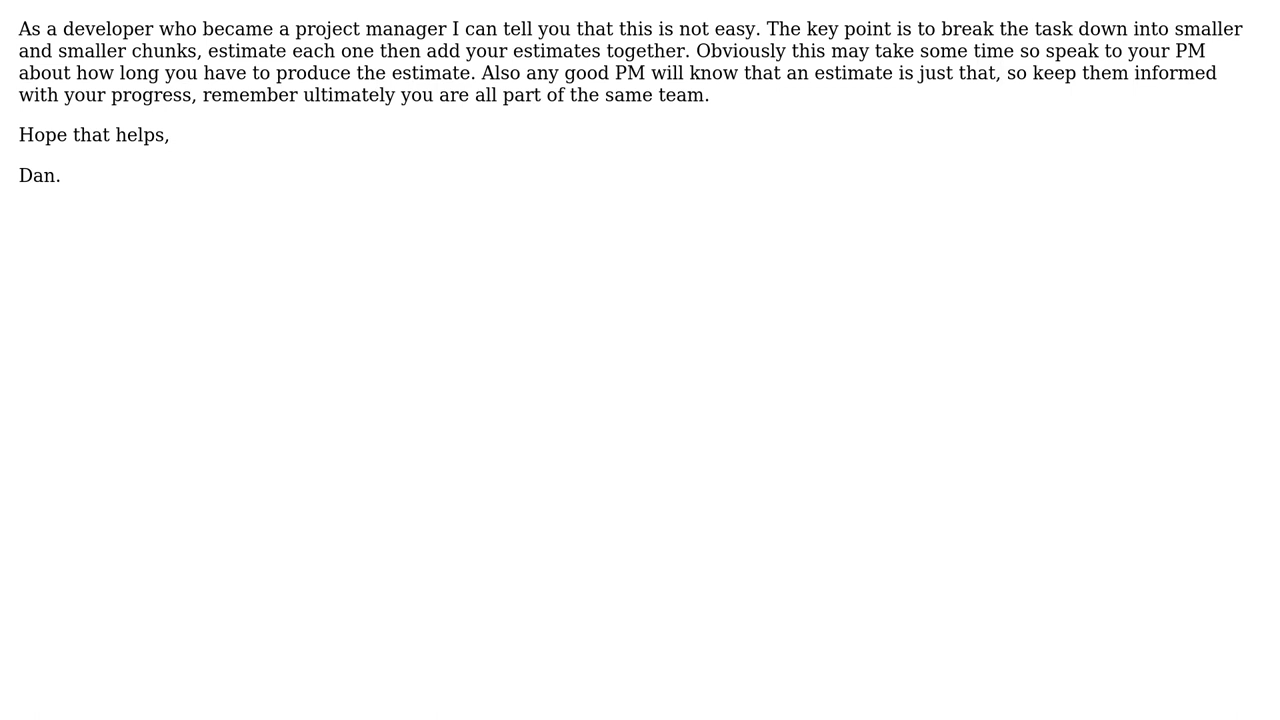 As a developer who became a project manager I can tell you that this is not easy. The key point is to break the task down into smaller
and smaller chunks, estimate each one then add your estimates together. Obviously this may take some time so speak to your PM
about how long you have to produce the estimate. Also any good PM will know that an estimate is just that, so keep them informed
with your progress, remember ultimately you are all part of the same team.
Hope that helps,
Dan.